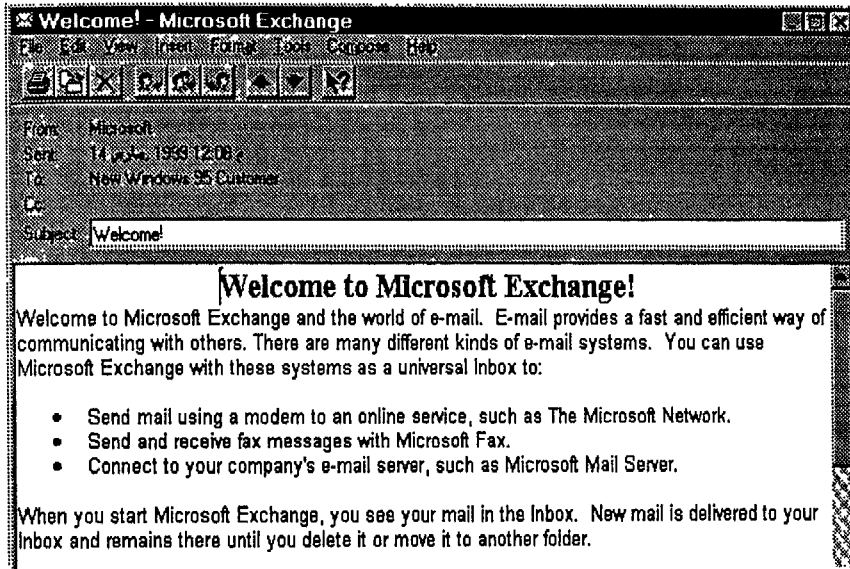 Welcome! - Microsoft Exchange
File Edit View Insert Format Tools Compose Help
From: Microsoft
Sent: 14 مارس, 1999 12:08 م
To: New Windows 95 Customer
Cc:
Subject: Welcome!
Welcome to Microsoft Exchange!
Welcome to Microsoft Exchange and the world of e-mail. E-mail provides a fast and efficient way of
communicating with others. There are many different kinds of e-mail systems. You can use
Microsoft Exchange with these systems as a universal Inbox to:
• Send mail using a modem to an online service, such as The Microsoft Network.
• Send and receive fax messages with Microsoft Fax.
• Connect to your company's e-mail server, such as Microsoft Mail Server.
When you start Microsoft Exchange, you see your mail in the Inbox. New mail is delivered to your
Inbox and remains there until you delete it or move it to another folder.